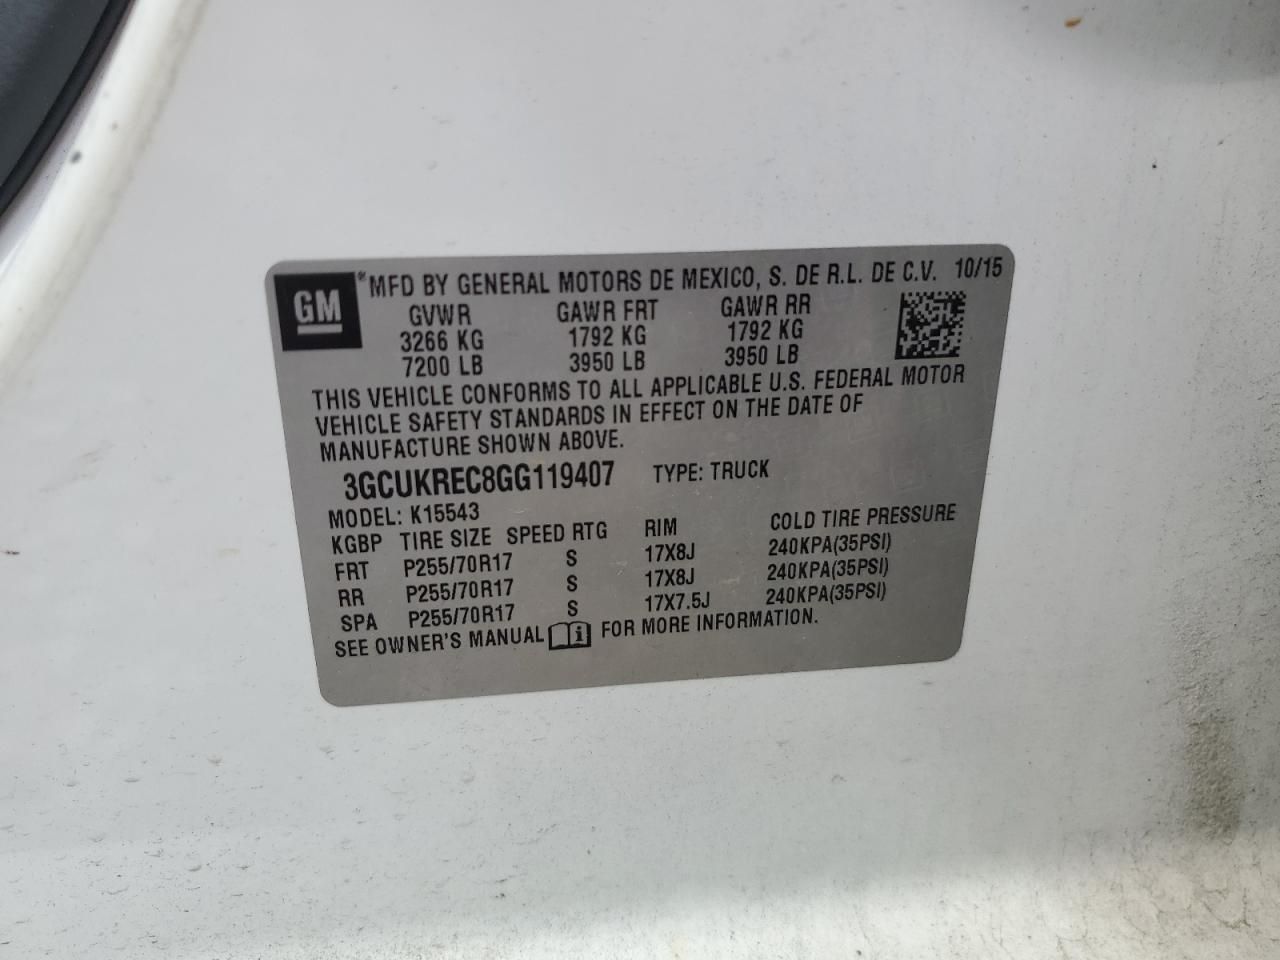 GM *MFD BY GENERAL MOTORS DE MEXICO, S. DE R.L. DE C.V. 10/15
GVWR GAWR FRT GAWR RR
3266 KG 1792 KG 1792 KG
7200 LB 3950 LB 3950 LB
THIS VEHICLE CONFORMS TO ALL APPLICABLE U.S. FEDERAL MOTOR
VEHICLE SAFETY STANDARDS IN EFFECT ON THE DATE OF
MANUFACTURE SHOWN ABOVE.
3GCUKREC8GG119407 TYPE: TRUCK
MODEL: K15543
KGBP TIRE SIZE SPEED RTG RIM COLD TIRE PRESSURE
FRT P255/70R17 S 17X8J 240KPA(35PSI)
RR P255/70R17 S 17X8J 240KPA(35PSI)
SPA P255/70R17 S 17X7.5J 240KPA(35PSI)
SEE OWNER'S MANUAL i FOR MORE INFORMATION.